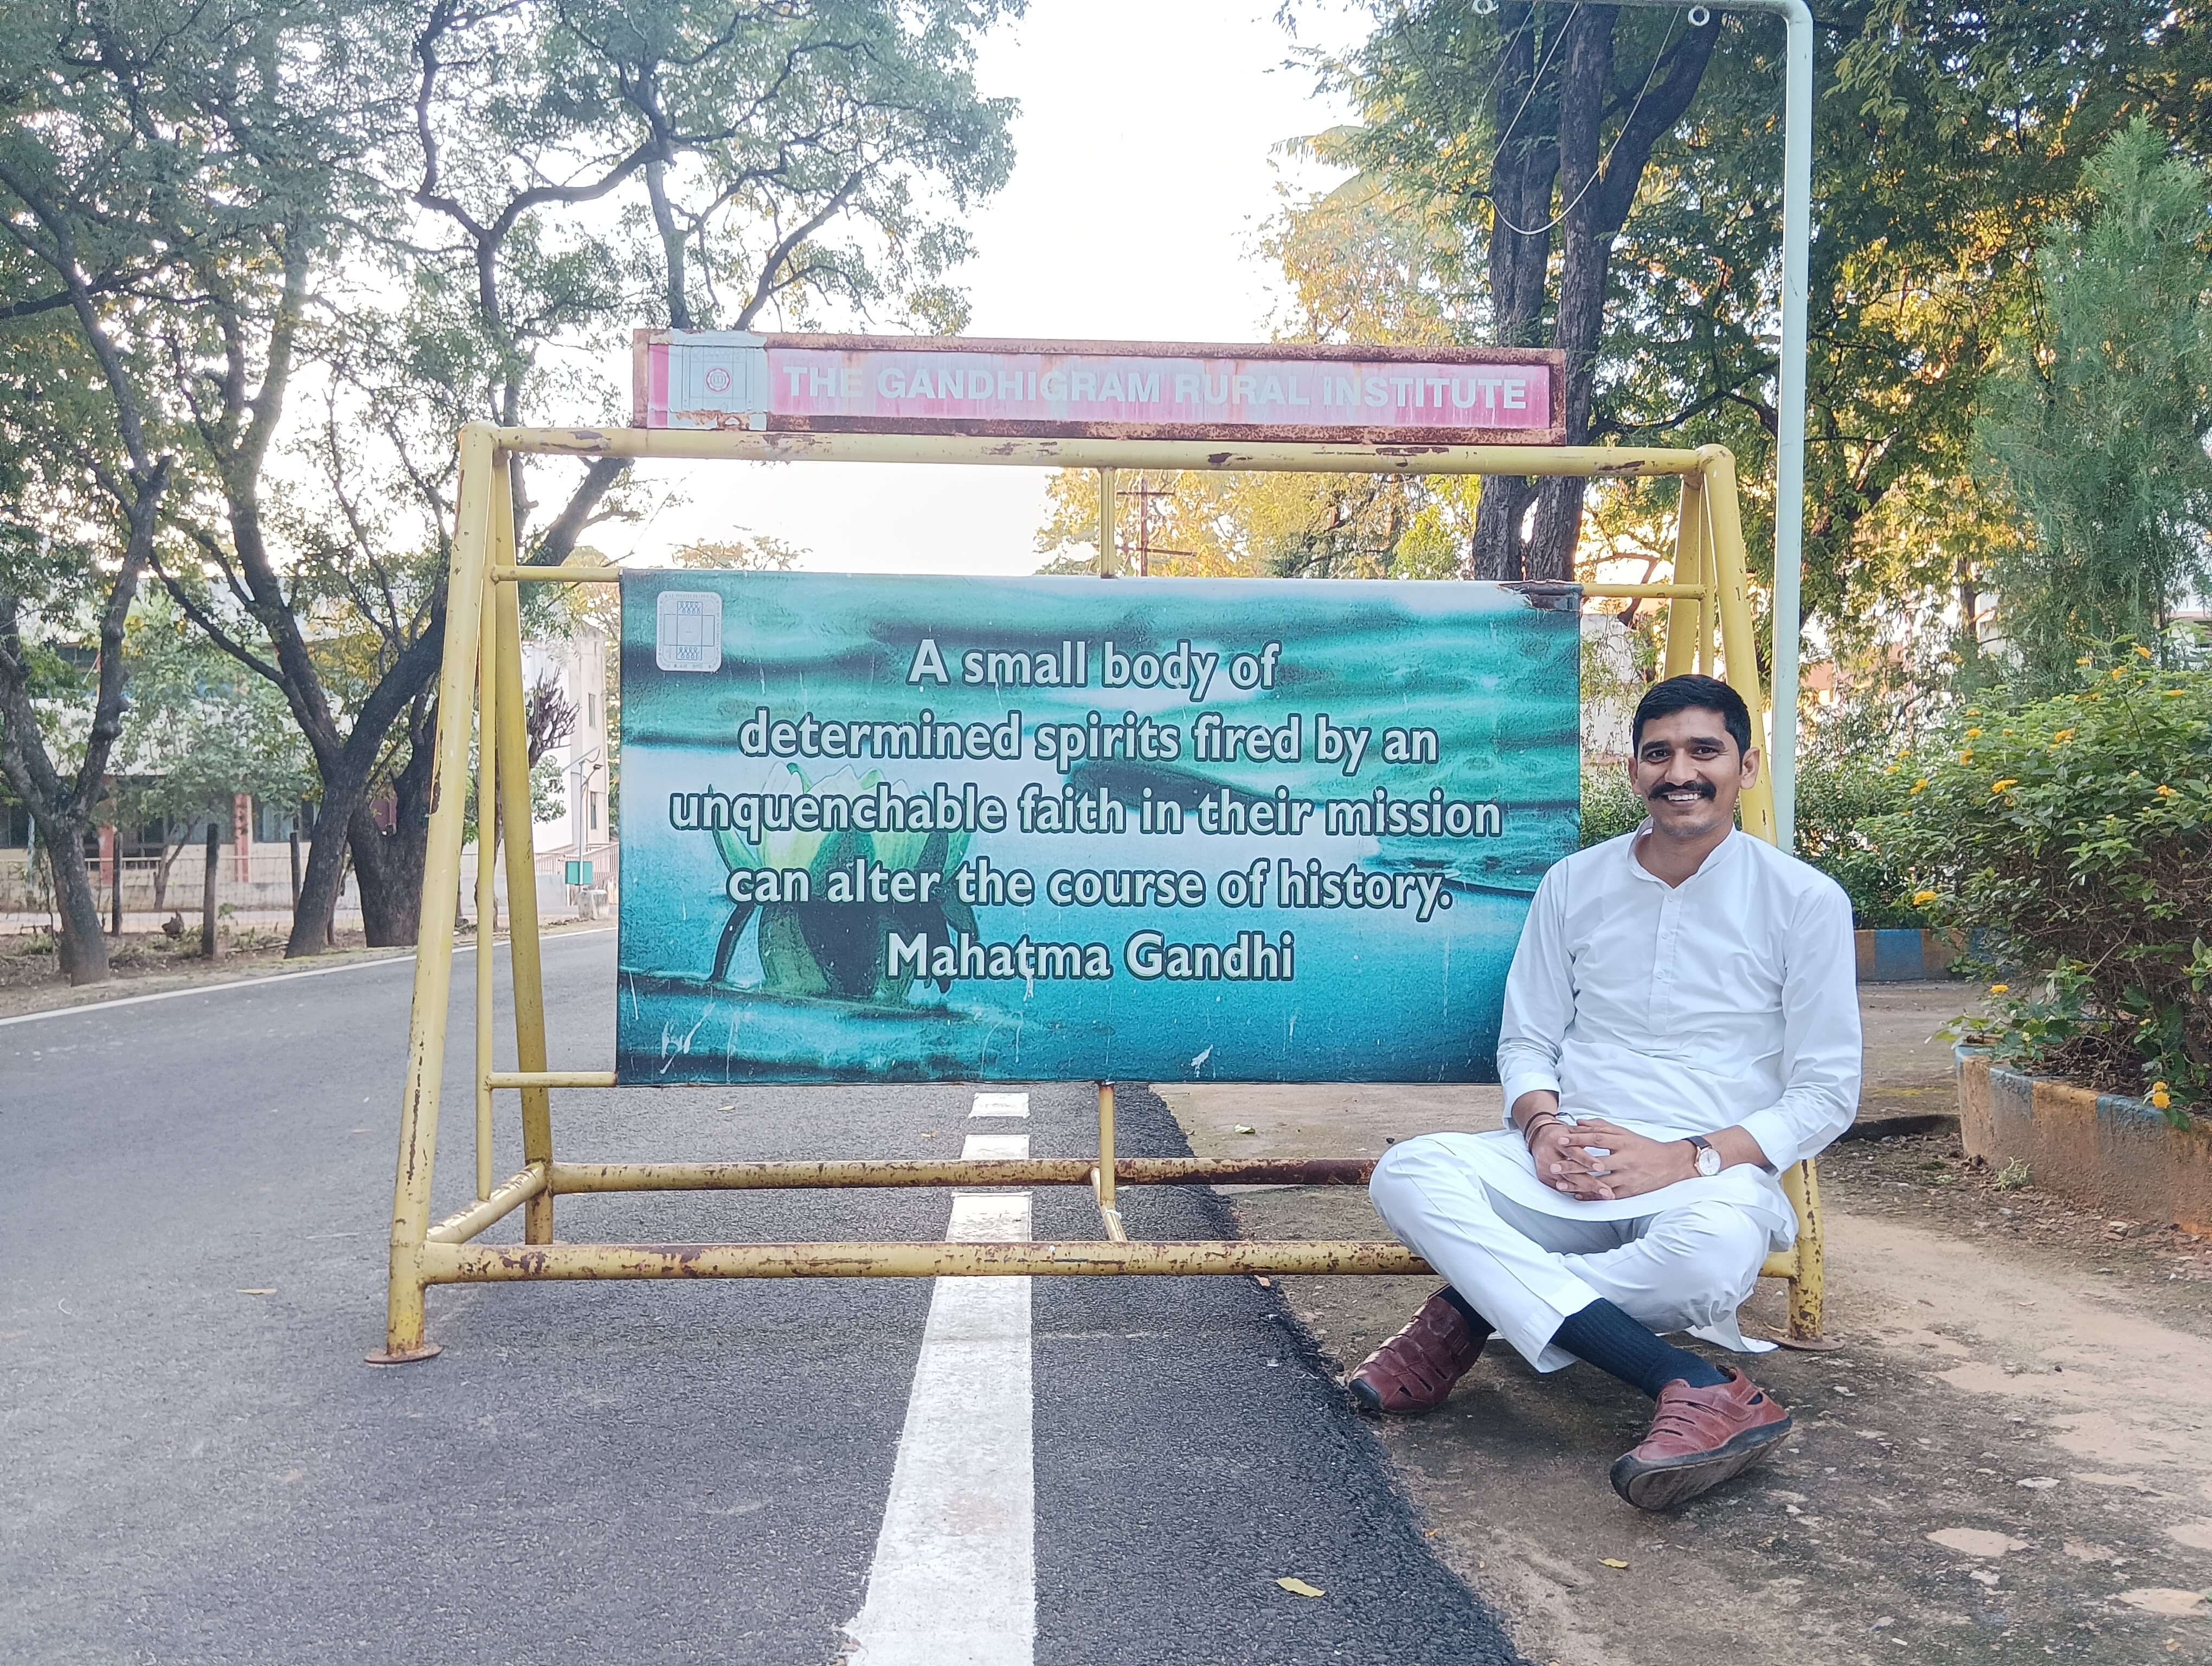 THE GANDHIGRAM RURAL INSTITUTE
A small body of
determined spirits fired by an
unquenchable faith in their mission
can alter the course of history.
Mahatma Gandhi